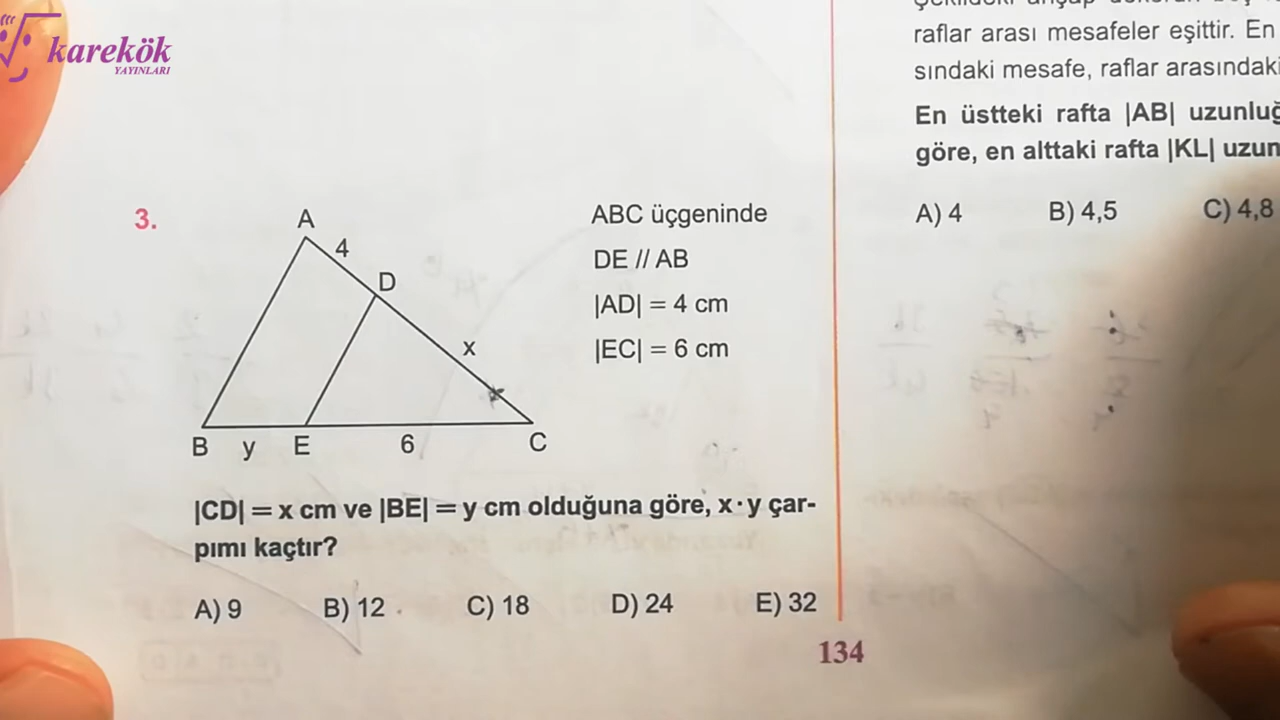 karekök
YAYINLARI
3.
A
4
D
x
B y E 6 C
ABC üçgeninde
DE // AB
|AD| = 4 cm
|EC| = 6 cm
|CD| = x cm ve |BE| = y cm olduğuna göre, x·y çar-
pımı kaçtır?
A) 9 B) 12 C) 18 D) 24 E) 32
134
raflar arası mesafeler eşittir. En
sındaki mesafe, raflar arasındaki
En üstteki rafta |AB|
göre, en alttaki rafta |KL|
A) 4 B) 4,5 C) 4,8